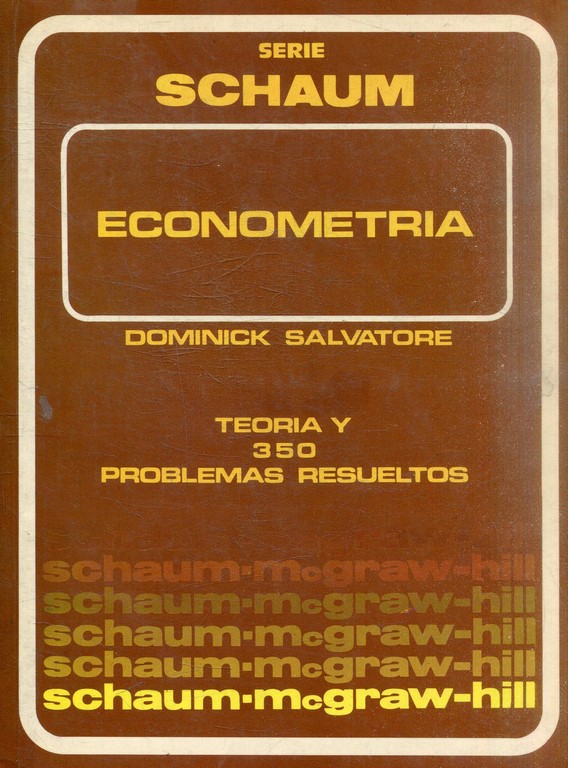 SERIE
SCHAUM
ECONOMETRIA
DOMINICK SALVATORE
TEORIA Y
350
PROBLEMAS RESUELTOS
schaum·mcgraw-hill
schaum·mcgraw-hill
schaum·mcgraw-hill
schaum·mcgraw-hill
schaum·mcgraw-hill